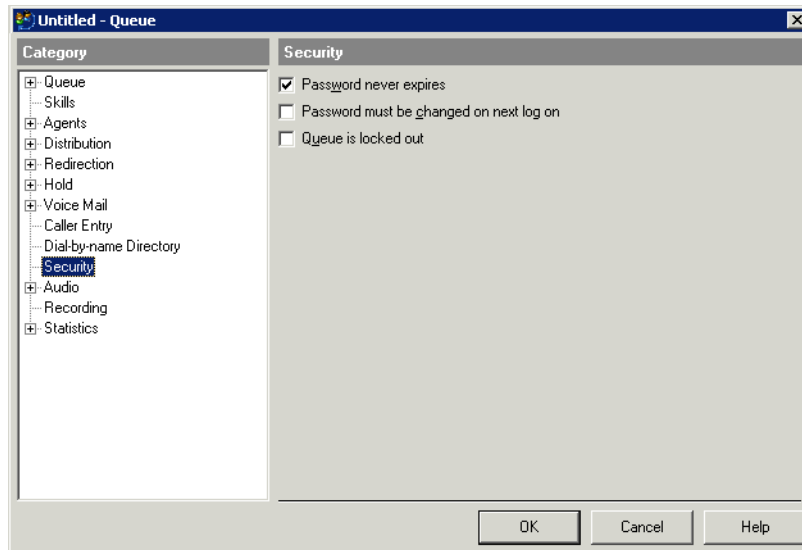 Untitled - Queue
Category
Queue
Skills
Agents
Distribution
Redirection
Hold
Voice Mail
Caller Entry
Dial-by-name Directory
Security
Audio
Recording
Statistics
Security
Password never expires
Password must be changed on next log on
Queue is locked out
OK
Cancel
Help